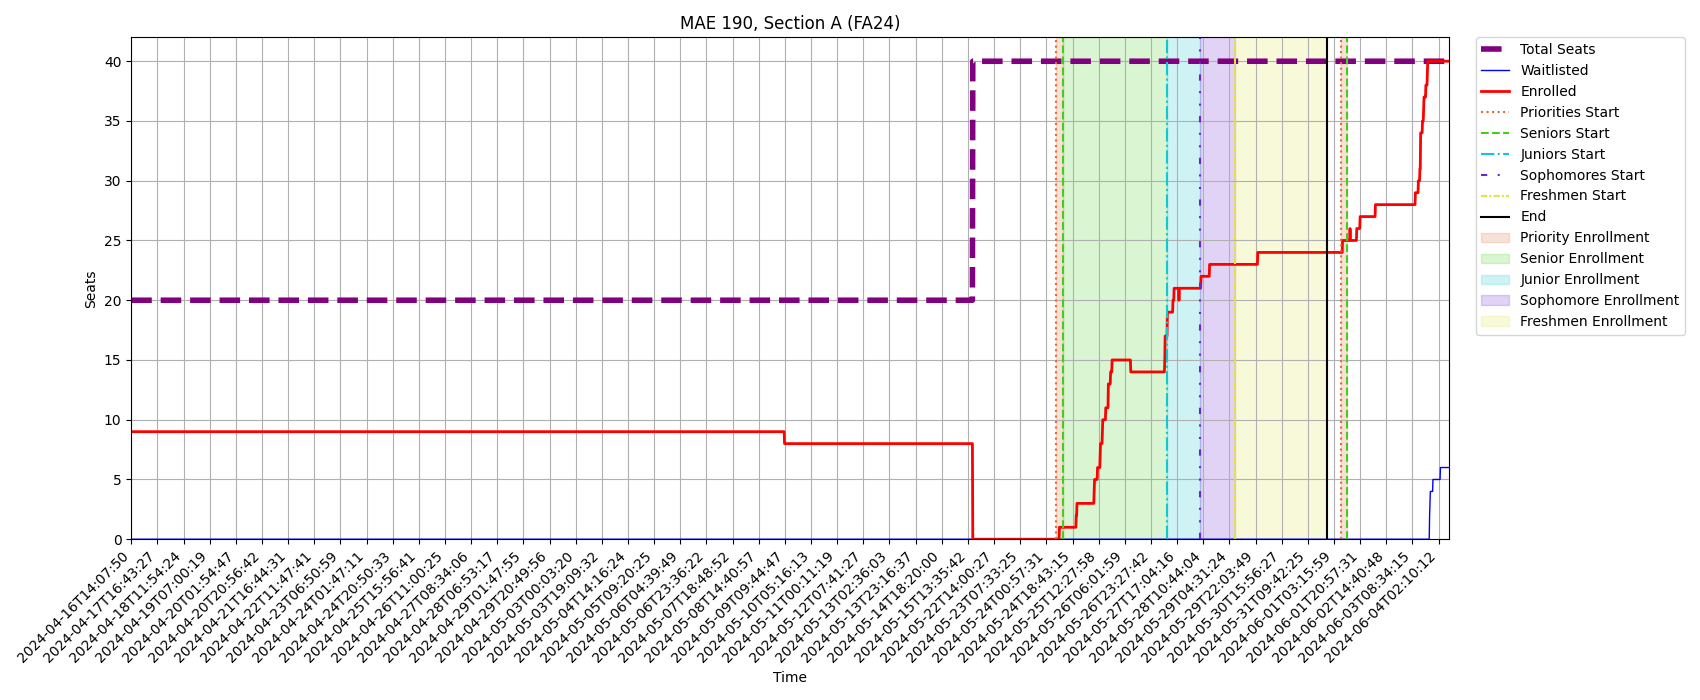 MAE 190, Section A (FA24)
Seats
40
35
30
25
20
15
10
5
0
2024-04-16T14:07:50
2024-04-17T16:43:27
2024-04-18T11:54:24
2024-04-19T07:00:19
2024-04-20T01:54:47
2024-04-20T20:56:42
2024-04-21T16:44:31
2024-04-22T11:47:41
2024-04-23T06:50:59
2024-04-24T01:47:11
2024-04-24T20:50:33
2024-04-25T15:56:41
2024-04-26T11:00:25
2024-04-27T08:34:06
2024-04-28T06:53:17
2024-04-29T01:47:55
2024-04-29T20:49:56
2024-05-03T00:03:20
2024-05-03T19:09:32
2024-05-04T14:16:24
2024-05-05T09:20:25
2024-05-06T04:39:49
2024-05-06T23:36:22
2024-05-07T18:48:52
2024-05-08T14:40:57
2024-05-09T09:44:47
2024-05-10T05:16:13
2024-05-11T00:11:19
2024-05-12T07:41:27
2024-05-13T02:36:03
2024-05-13T23:16:37
2024-05-14T18:20:00
2024-05-15T13:35:42
2024-05-22T14:00:27
2024-05-23T07:33:25
2024-05-24T00:57:31
2024-05-24T18:43:15
2024-05-25T12:27:58
2024-05-26T06:01:59
2024-05-26T23:27:42
2024-05-27T17:04:16
2024-05-28T10:44:04
2024-05-29T04:31:24
2024-05-29T22:03:49
2024-05-30T15:56:27
2024-05-31T09:42:25
2024-06-01T03:15:59
2024-06-01T20:57:31
2024-06-02T14:40:48
2024-06-03T08:34:15
2024-06-04T02:10:12
Time
Total Seats
Waitlisted
Enrolled
Priorities Start
Seniors Start
Juniors Start
Sophomores Start
Freshmen Start
End
Priority Enrollment
Senior Enrollment
Junior Enrollment
Sophomore Enrollment
Freshmen Enrollment